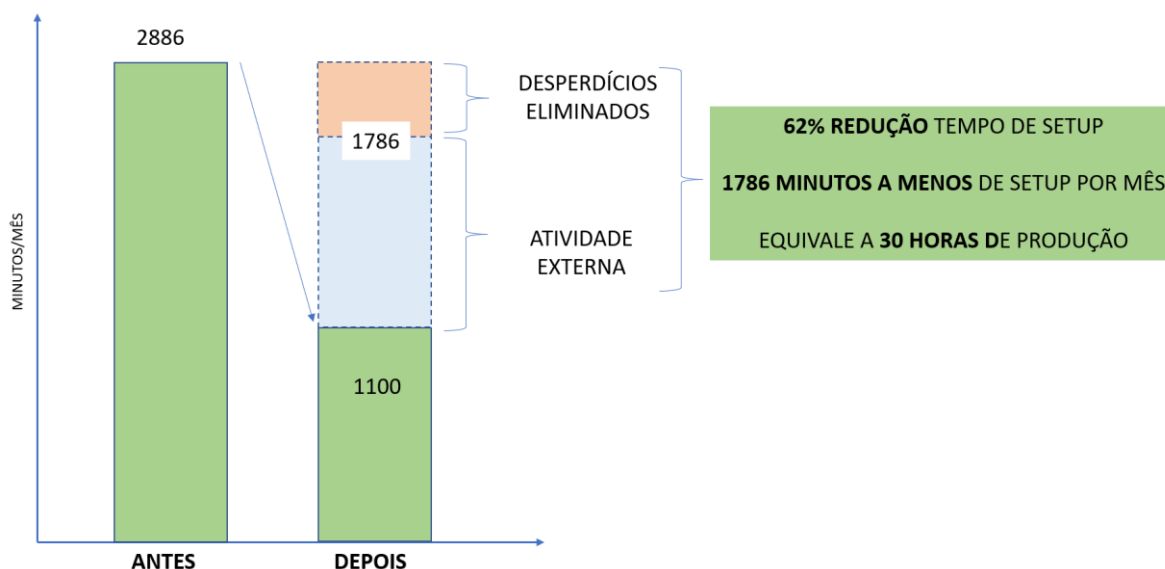 2886
DESPERDÍCIOS
ELIMINADOS
1786
ATIVIDADE
EXTERNA
1100
MINUTOS/MÊS
ANTES
DEPOIS
62% REDUÇÃO TEMPO DE SETUP
1786 MINUTOS A MENOS DE SETUP POR MÊS
EQUIVALE A 30 HORAS DE PRODUÇÃO